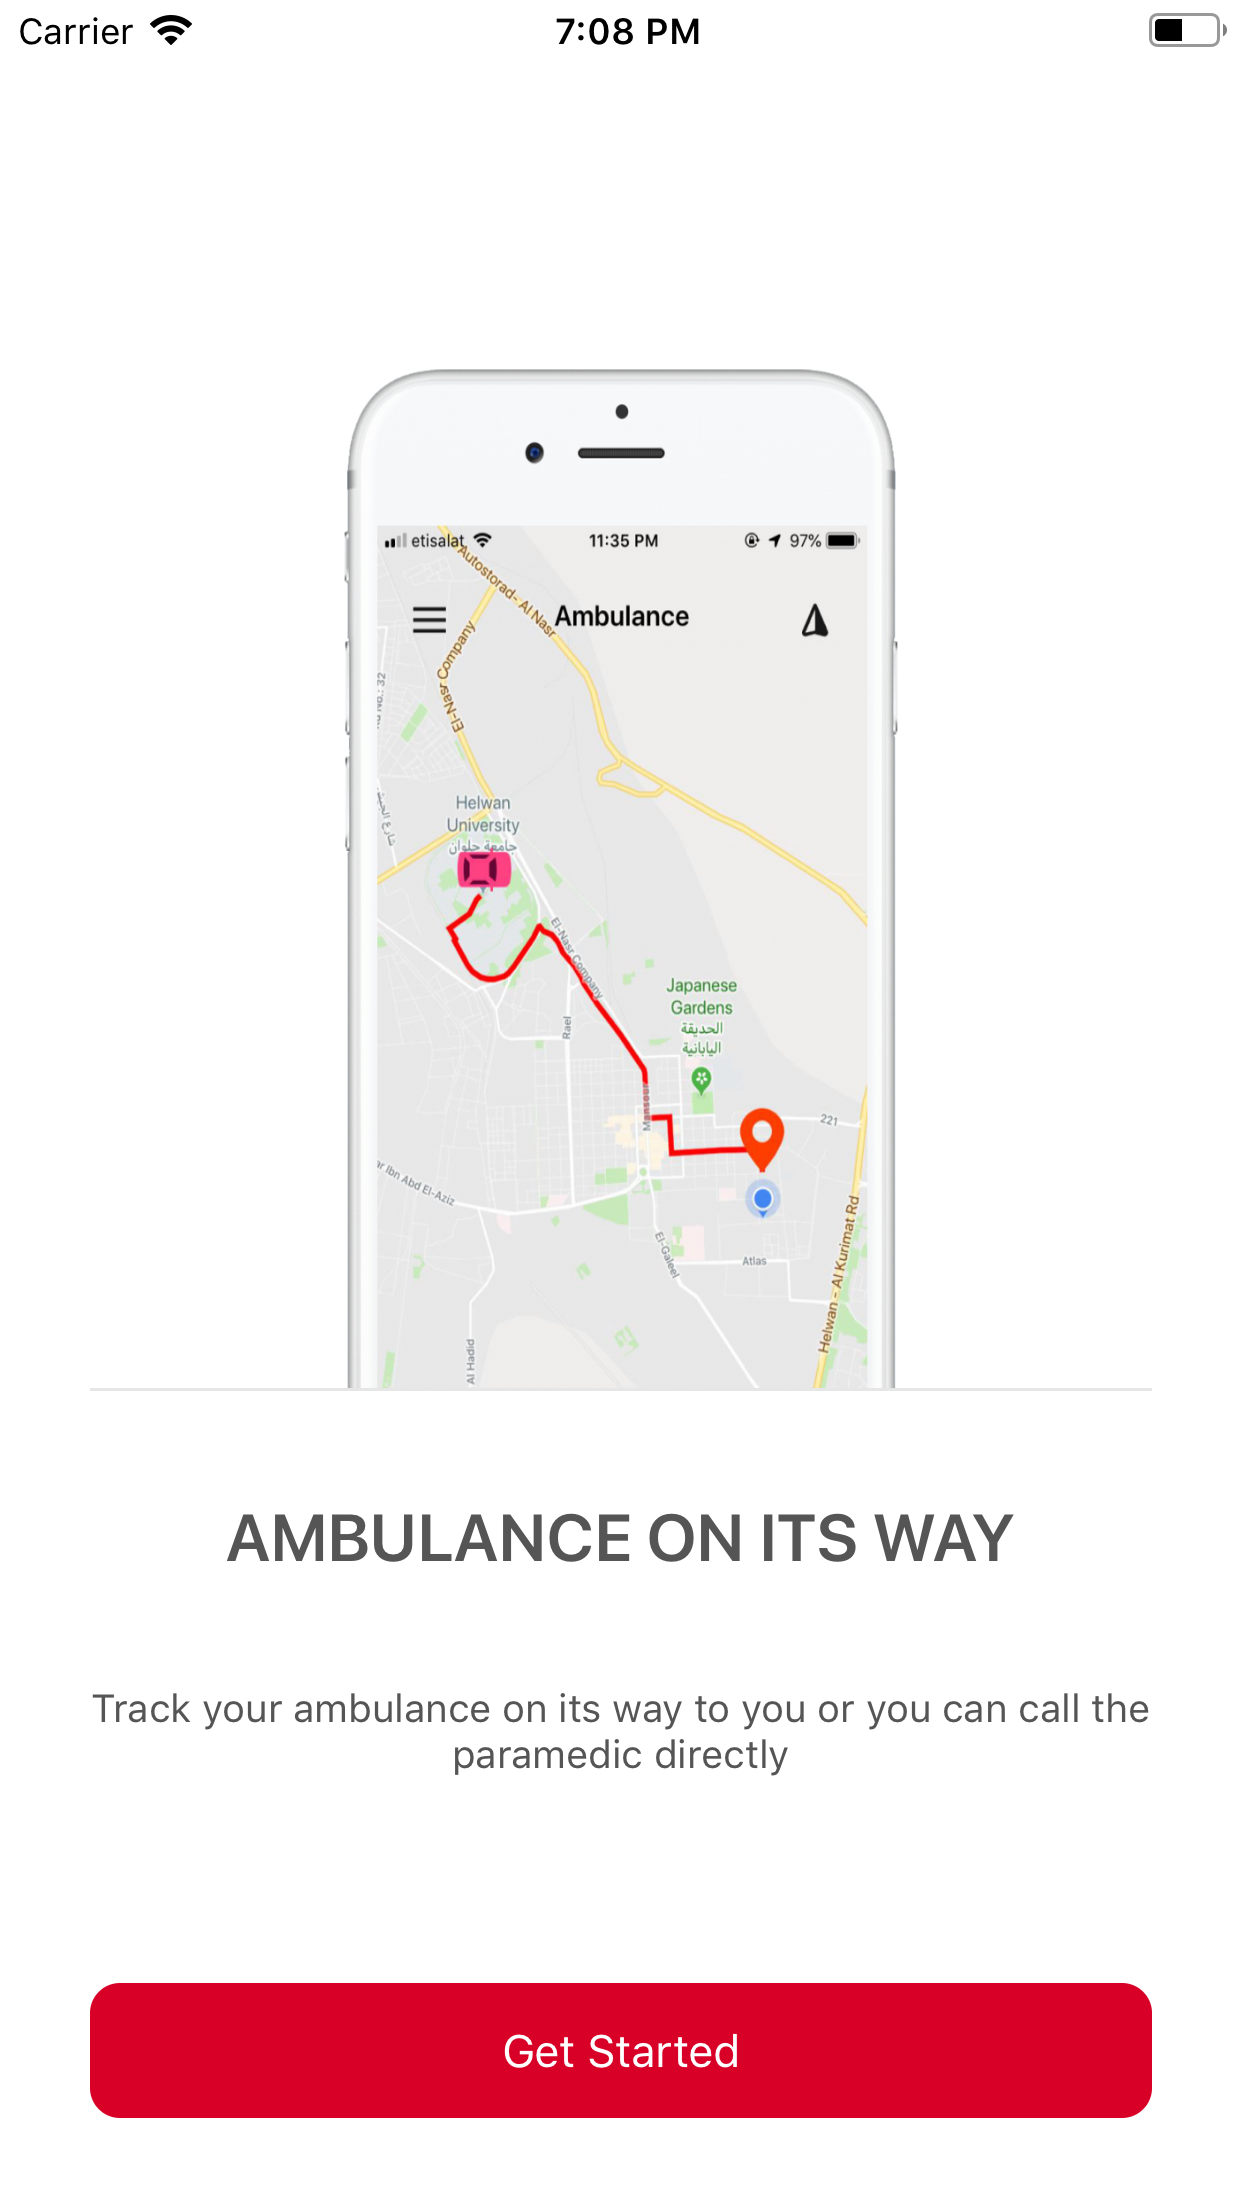 Carrier
7:08 PM
etisalat
11:35 PM
97%
Ambulance
Autostorad- Al Nasr
El-Nasr Company
Helwan
University
جامعة حلوان
El-Nasr Company
Rael
Japanese
Gardens
الحديقة
اليابانية
Mansour
221
Atlas
El-Galeel
Helwan - Al Kurimat Rd
Al Hadid
ar Ibn Abd El-Aziz
AMBULANCE ON ITS WAY
Track your ambulance on its way to you or you can call the
paramedic directly
Get Started